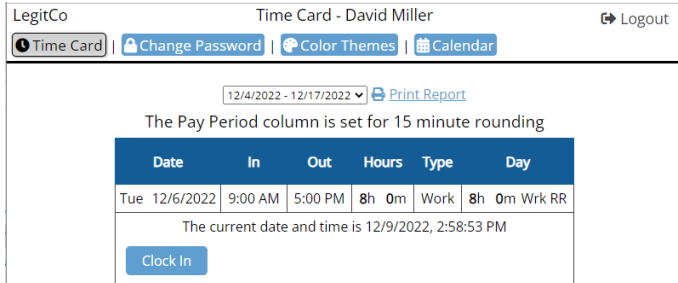 LegitCo Time Card - David Miller Logout
Time Card | Change Password | Color Themes | Calendar
12/4/2022 - 12/17/2022 Print Report
The Pay Period column is set for 15 minute rounding
Date In Out Hours Type Day
Tue 12/6/2022 9:00 AM 5:00 PM 8h 0m Work 8h 0m Wrk RR
The current date and time is 12/9/2022, 2:58:53 PM
Clock In